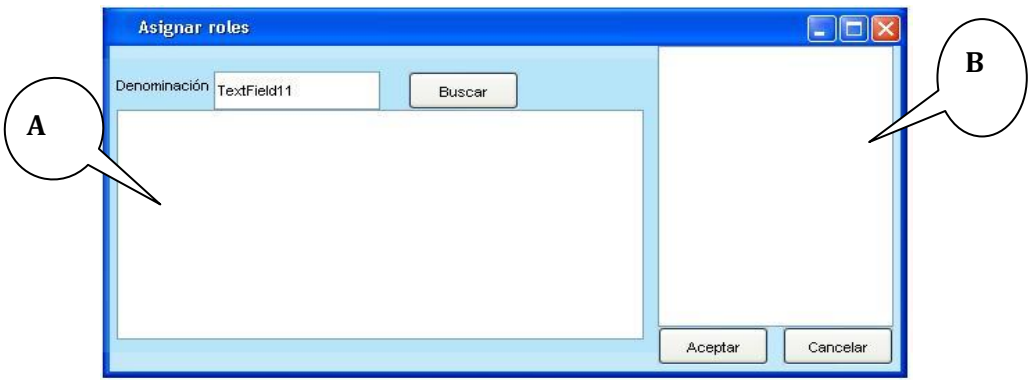 Asignar roles
B
Denominación TextField11 Buscar
A
Aceptar Cancelar